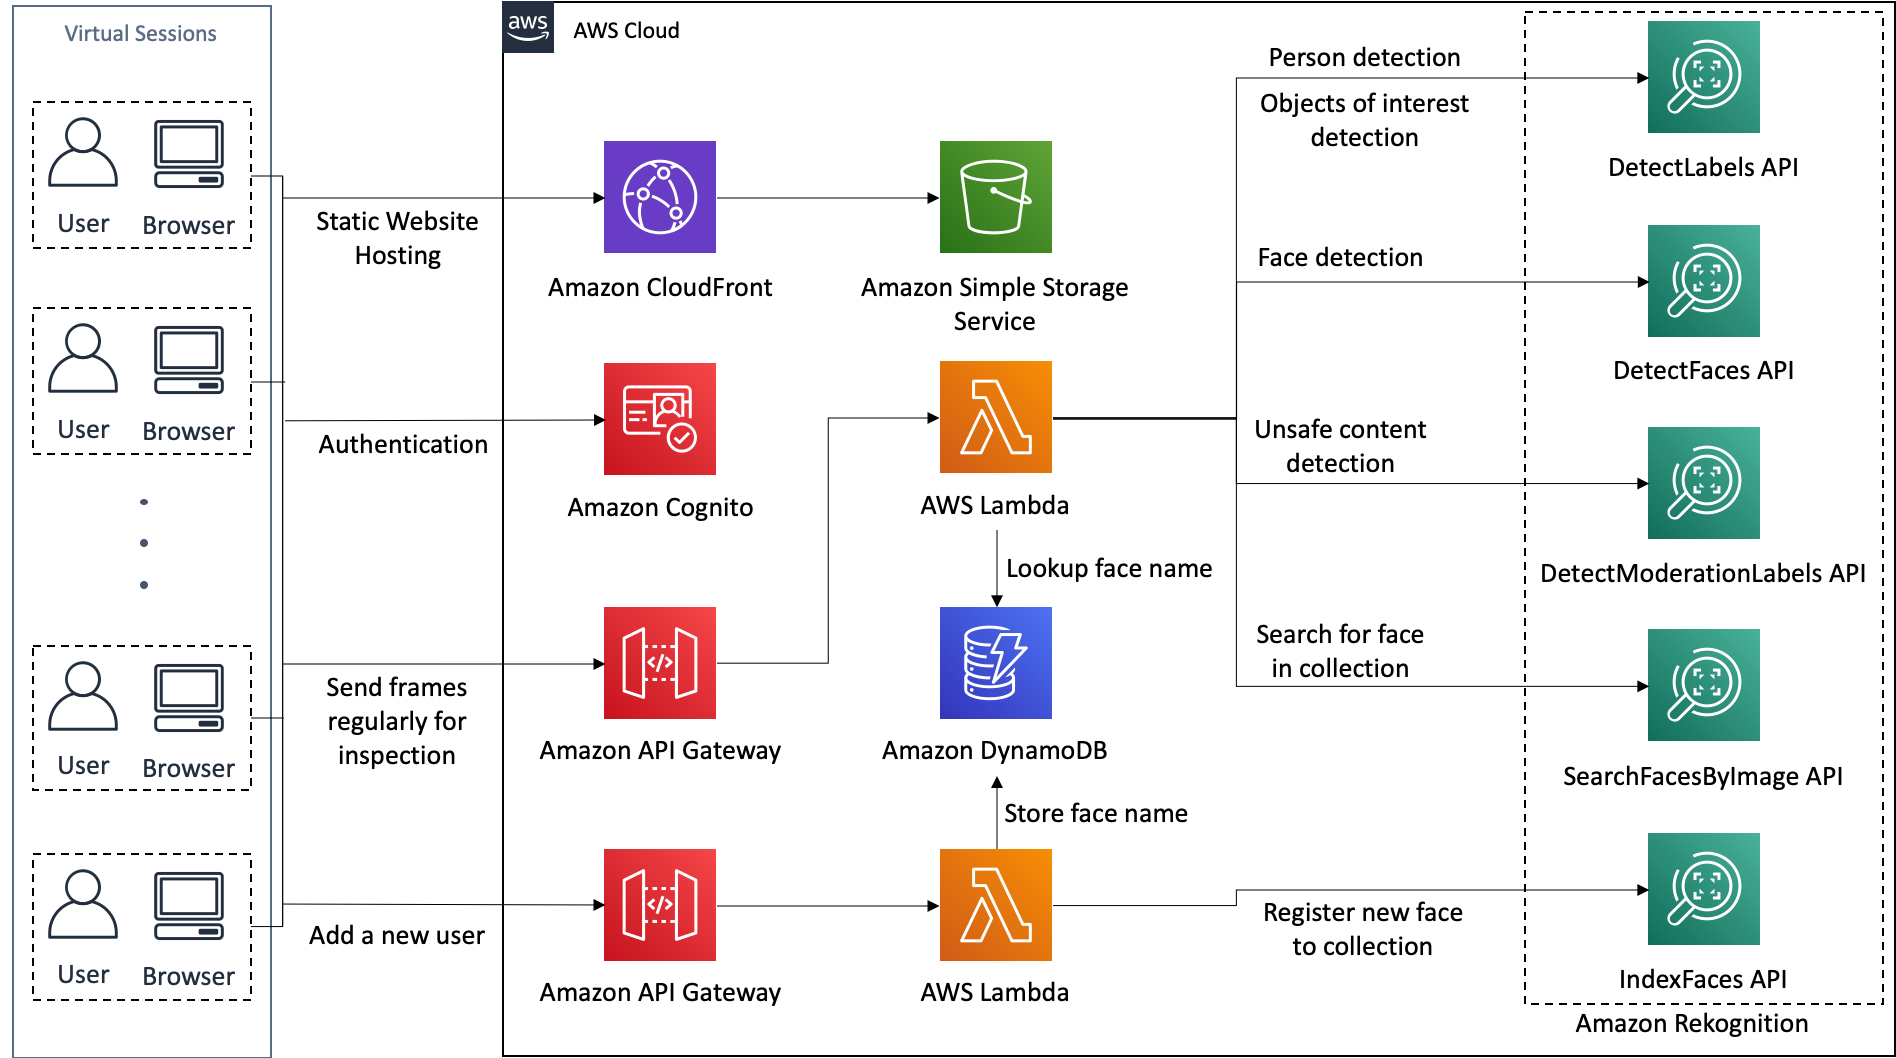 Virtual Sessions
User
Browser
User
Browser
User
Browser
User
Browser
aws
AWS Cloud
Static Website
Hosting
Authentication
Send frames
regularly for
inspection
Add a new user
Amazon CloudFront
Amazon Simple Storage
Service
Amazon Cognito
AWS Lambda
Lookup face name
</>
Amazon API Gateway
Amazon DynamoDB
Store face name
</>
Amazon API Gateway
AWS Lambda
Person detection
Objects of interest
detection
Face detection
Unsafe content
detection
Search for face
in collection
Register new face
to collection
DetectLabels API
DetectFaces API
DetectModerationLabels API
SearchFacesByImage API
IndexFaces API
Amazon Rekognition